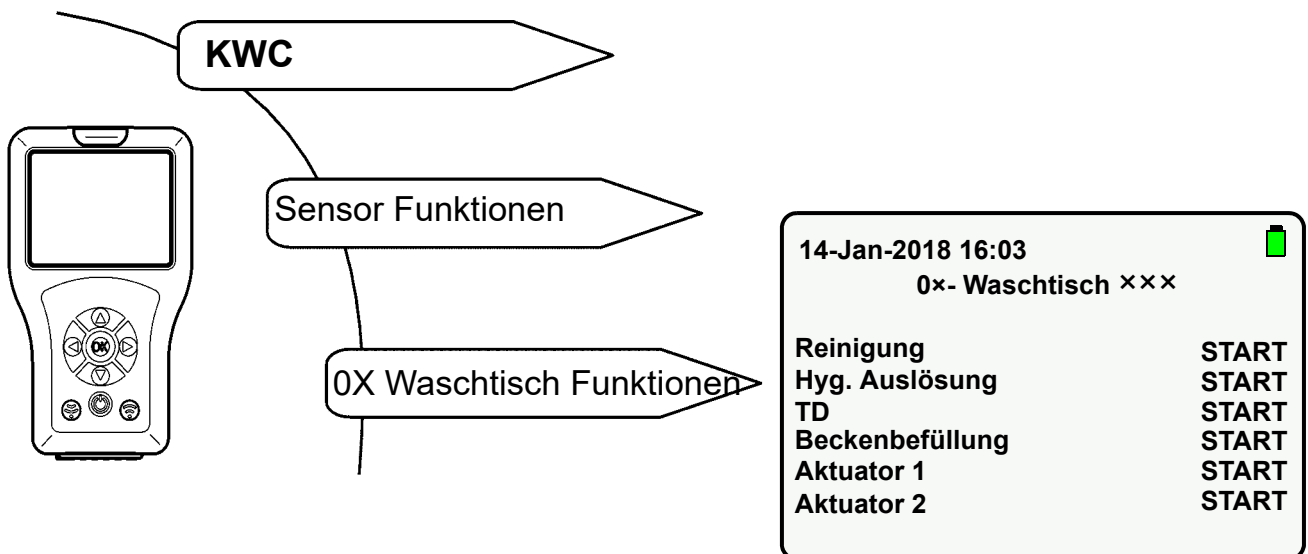 KWC
Sensor Funktionen
0X Waschtisch Funktionen
14-Jan-2018 16:03
0×- Waschtisch ×××
Reinigung START
Hyg. Auslösung START
TD START
Beckenbefüllung START
Aktuator 1 START
Aktuator 2 START
OK